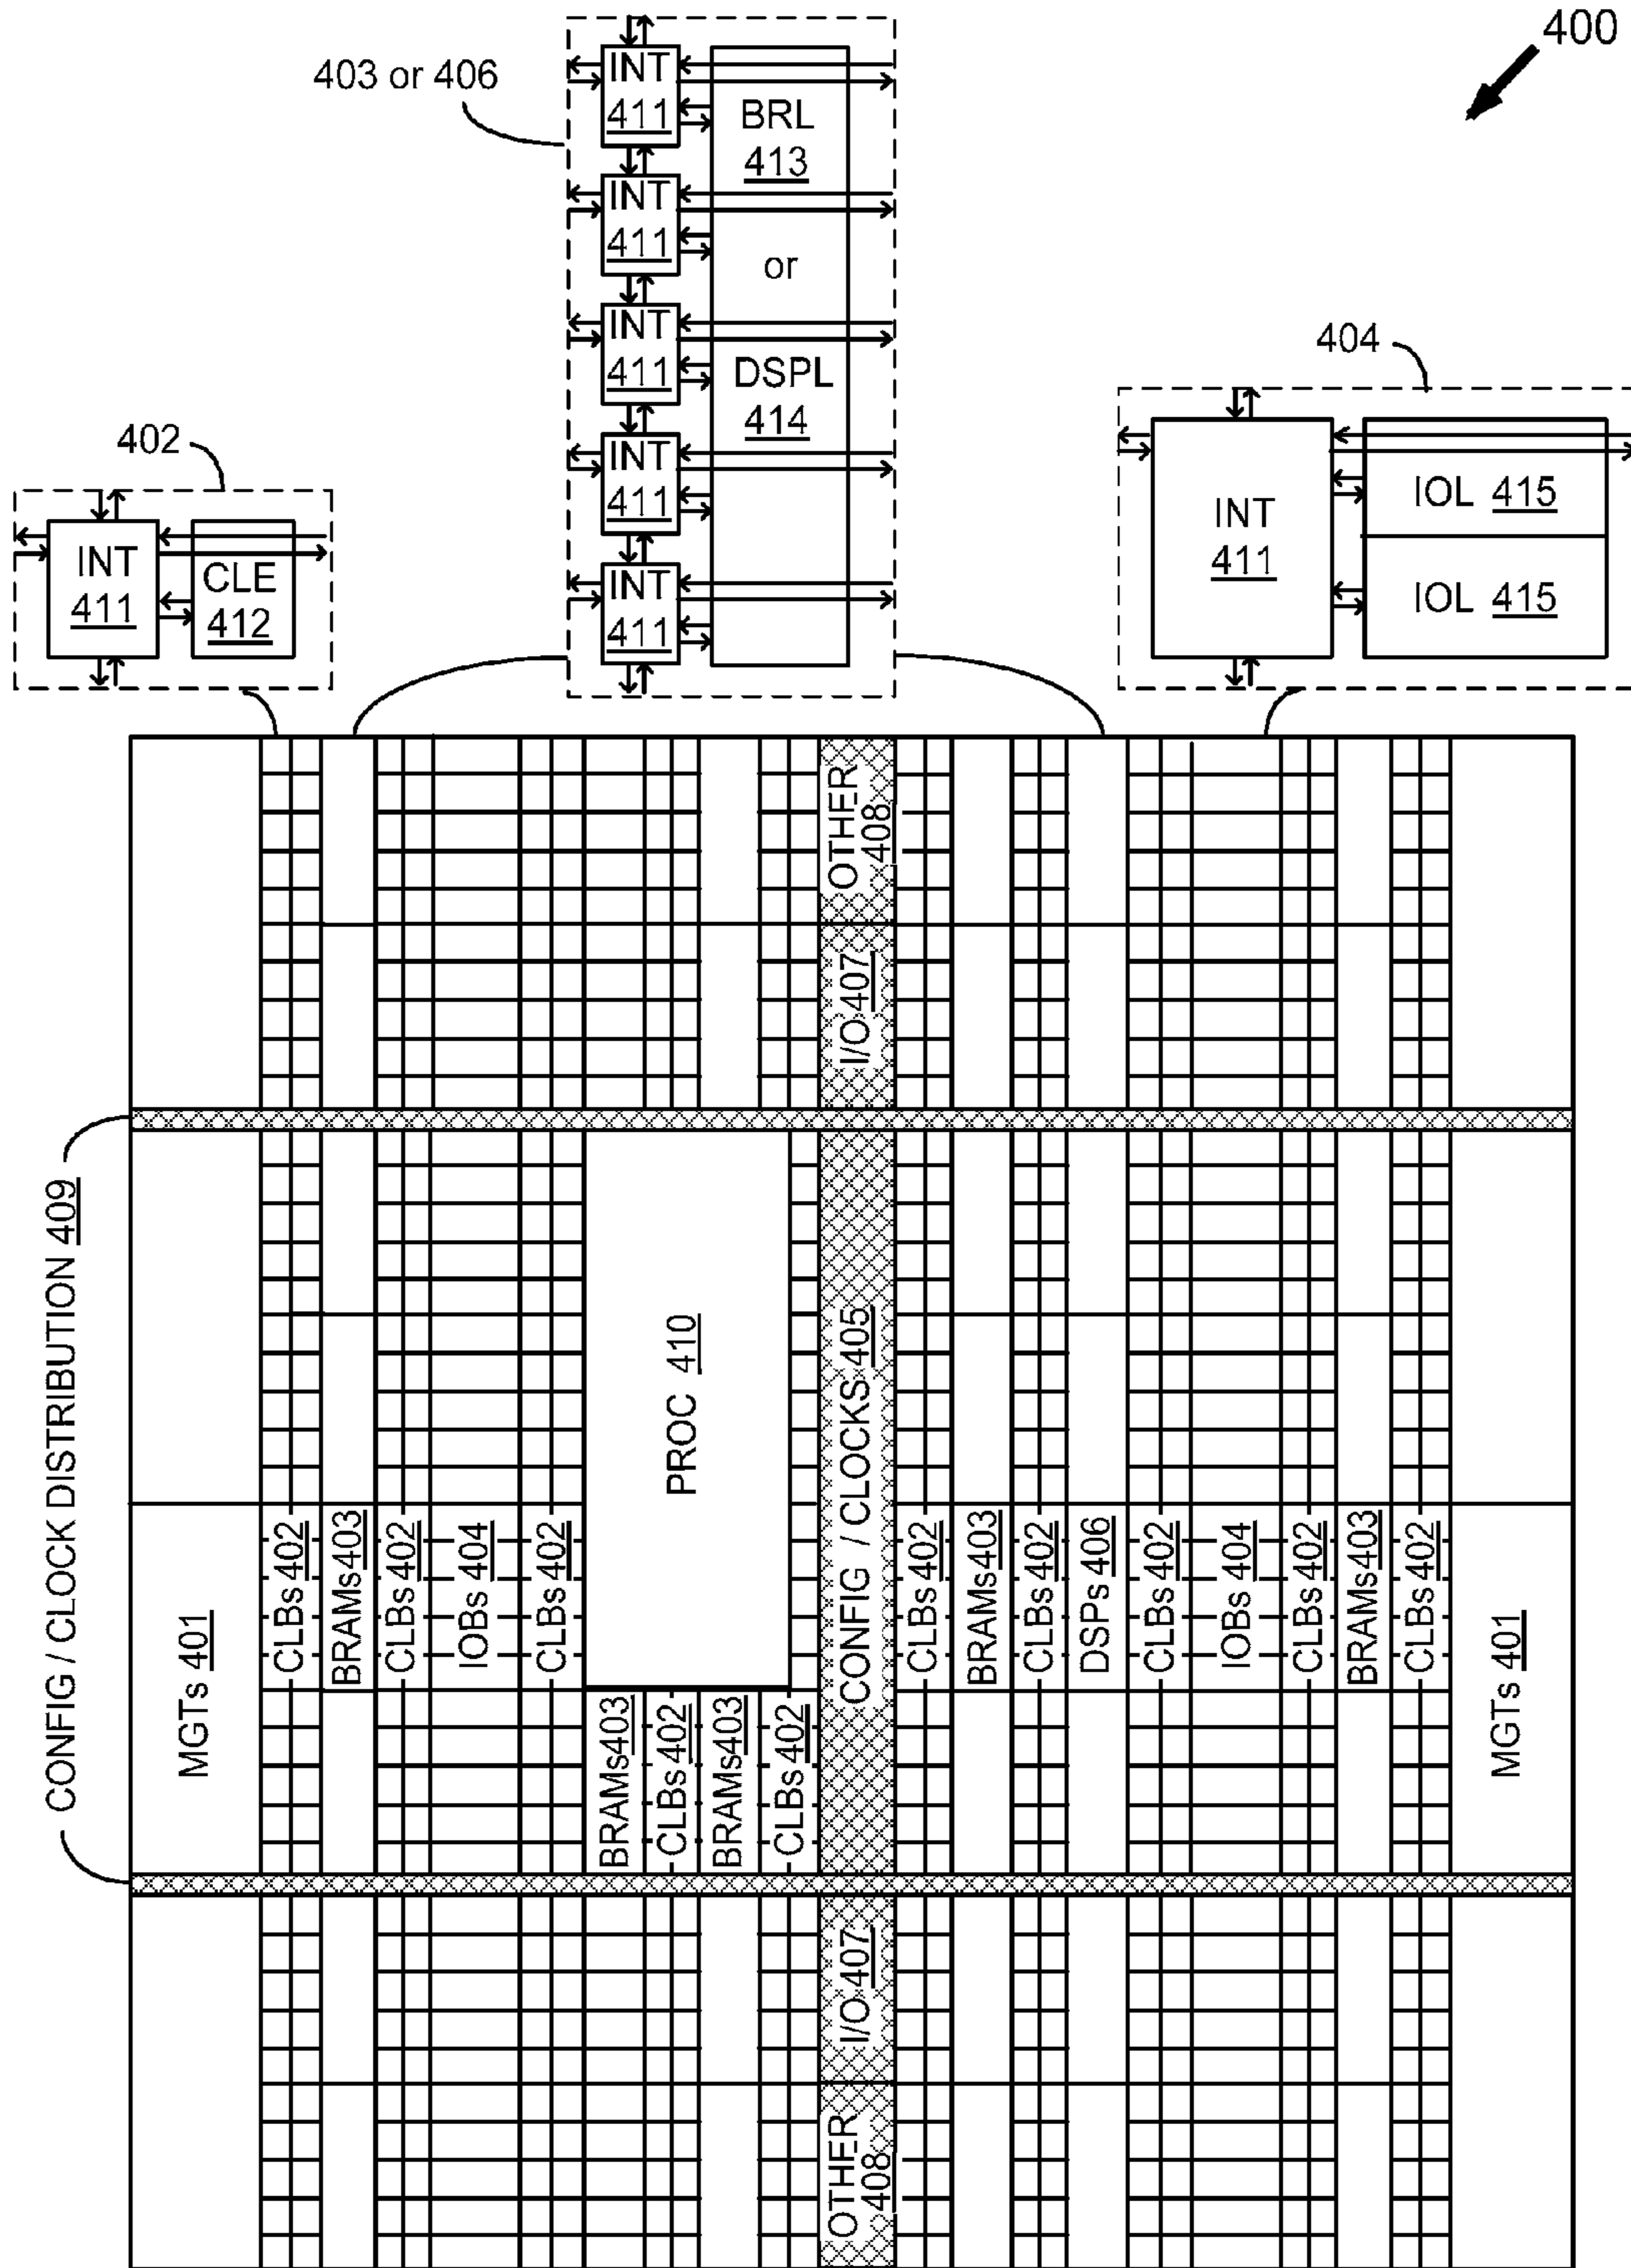 400
403 or 406
INT
411
INT
411
INT
411
INT
411
INT
411
BRL
413
or
DSPL
414
404
INT
411
IOL 415
IOL 415
402
INT
411
CLE
412
CONFIG / CLOCK DISTRIBUTION 409
OTHER
408
I/O 407
PROC 410
CONFIG / CLOCKS 405
MGTs 401
CLBs 402
BRAMs 403
CLBs 402
IOBs 404
CLBs 402
BRAMs 403
CLBs 402
BRAMs 403
CLBs 402
CLBs 402
BRAMs 403
CLBs 402
DSPs 406
CLBs 402
IOBs 404
CLBs 402
BRAMs 403
CLBs 402
MGTs 401
I/O 407
OTHER
408